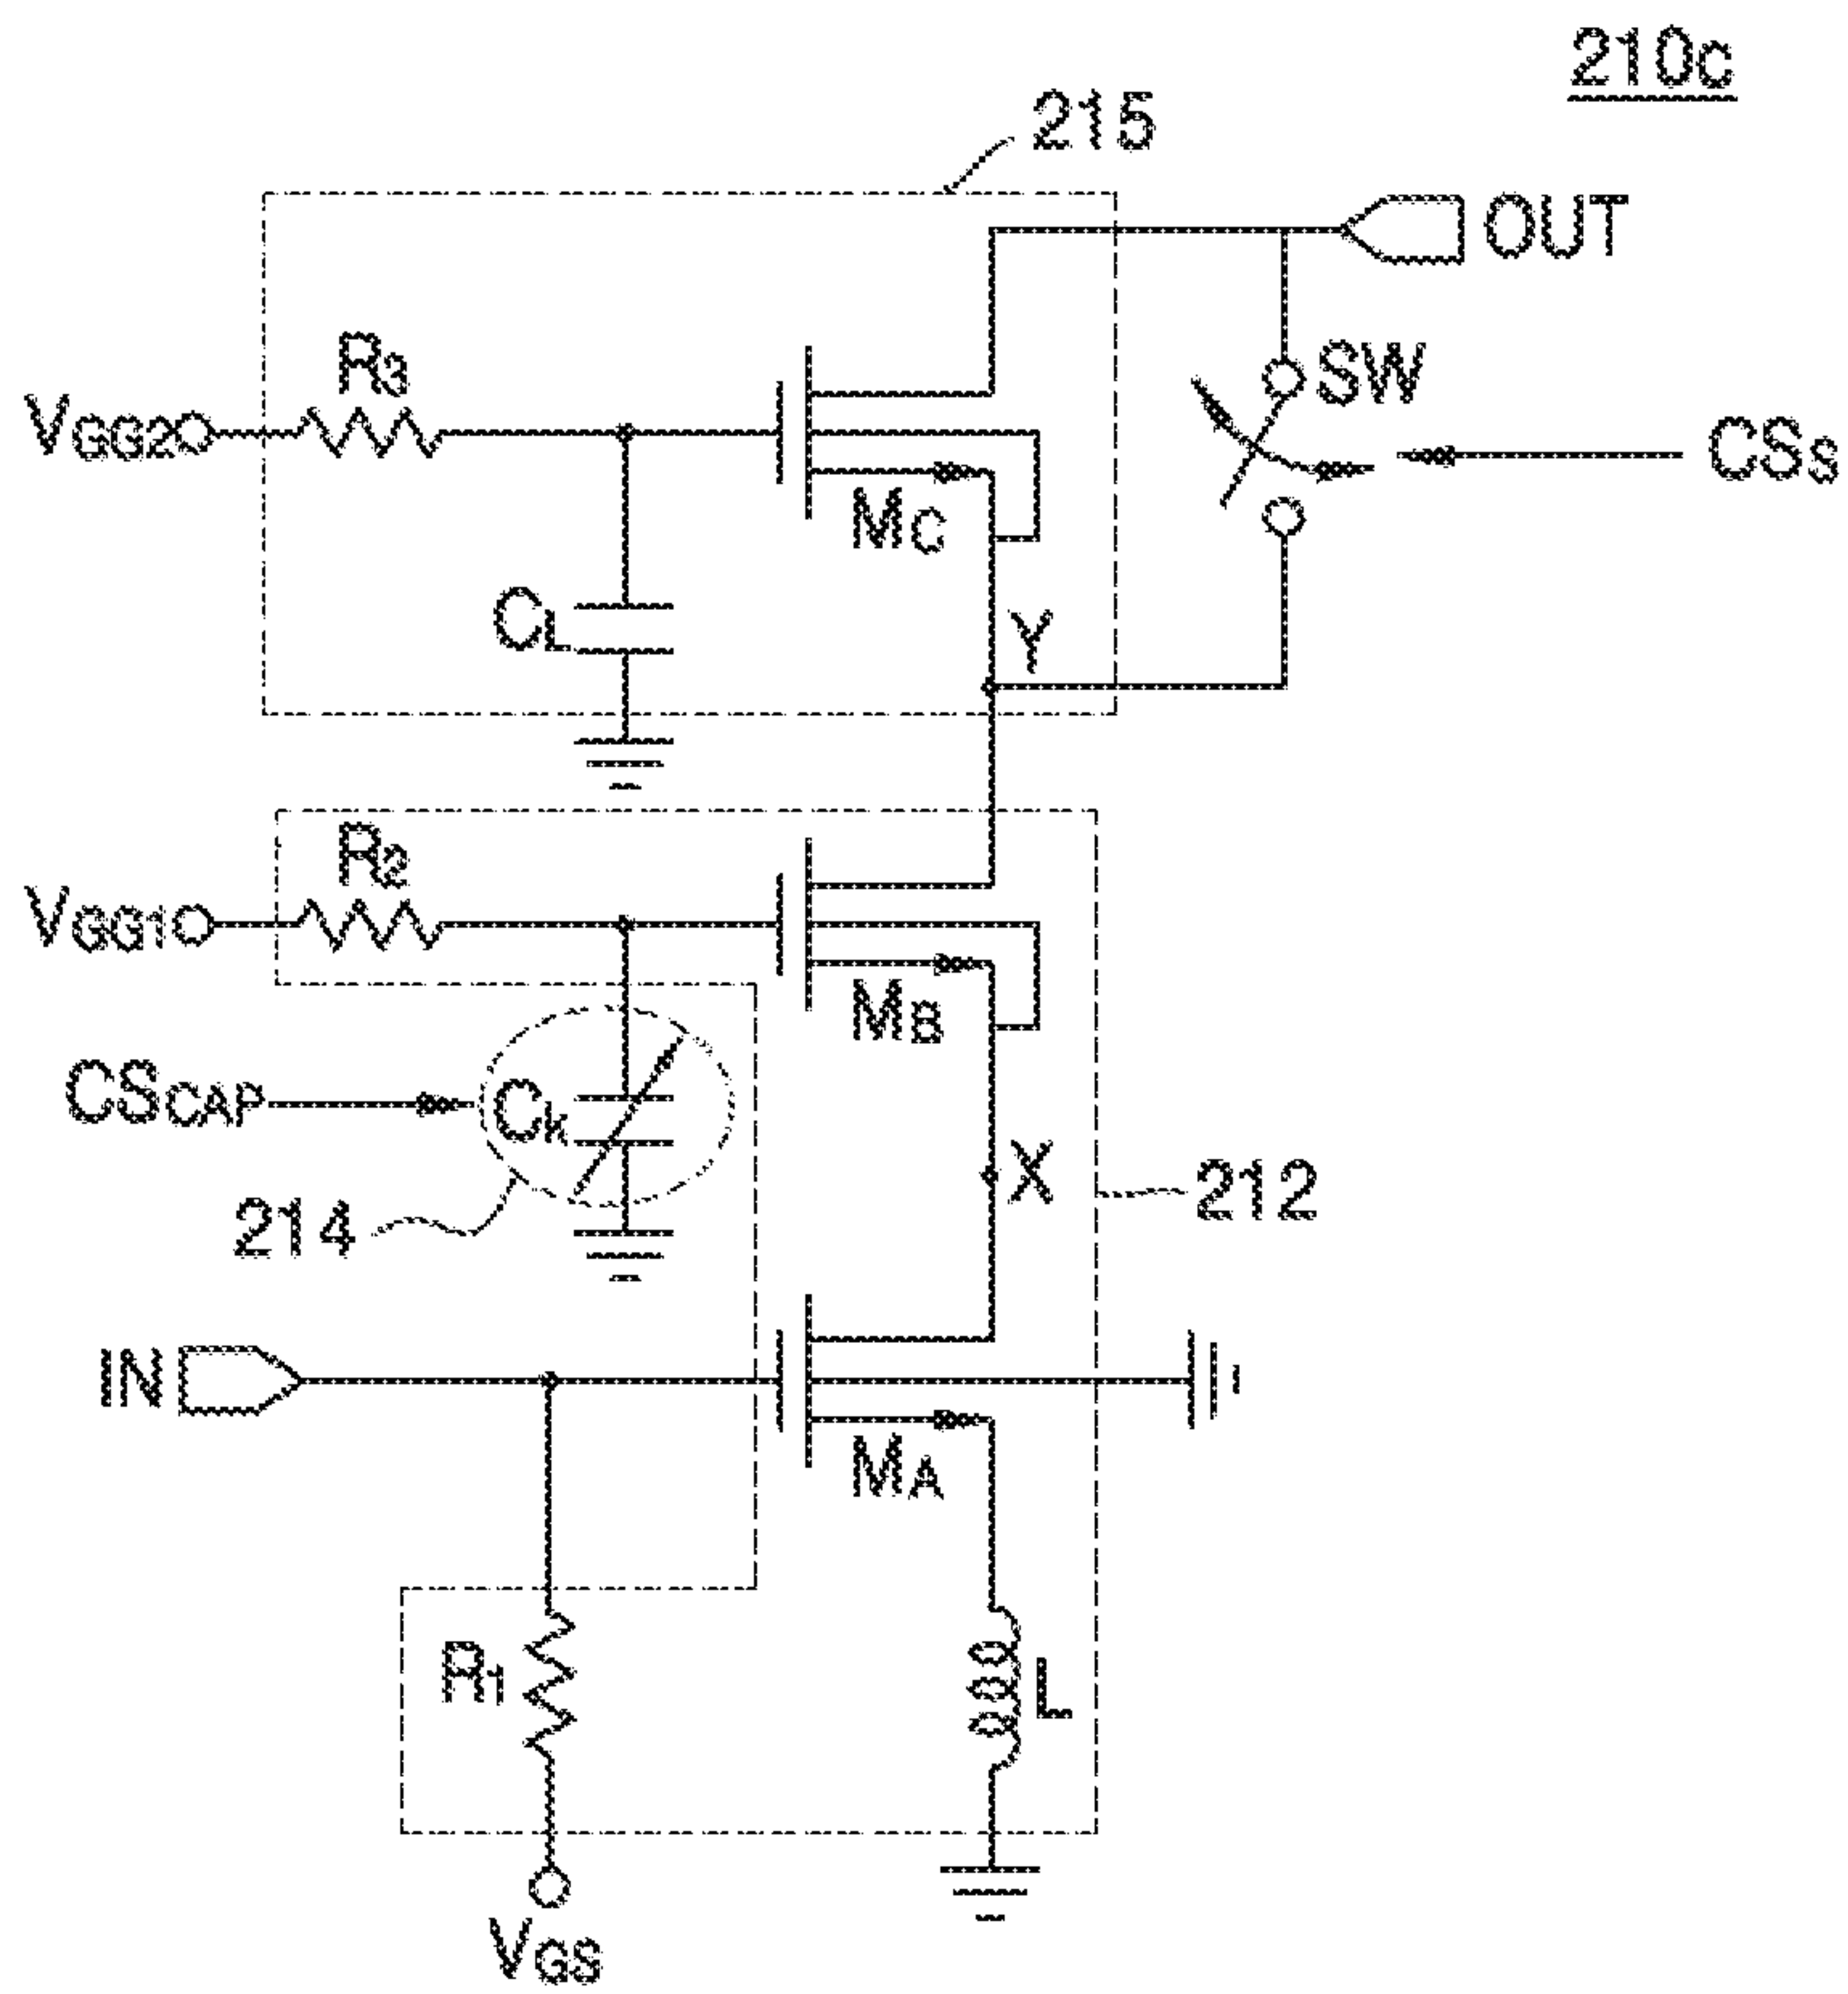 210c
215
OUT
R3
SW
VGG2
CSS
MC
CL
Y
R2
VGG1
MB
CSCAP
CK
X
212
214
IN
MA
R1
L
VGS